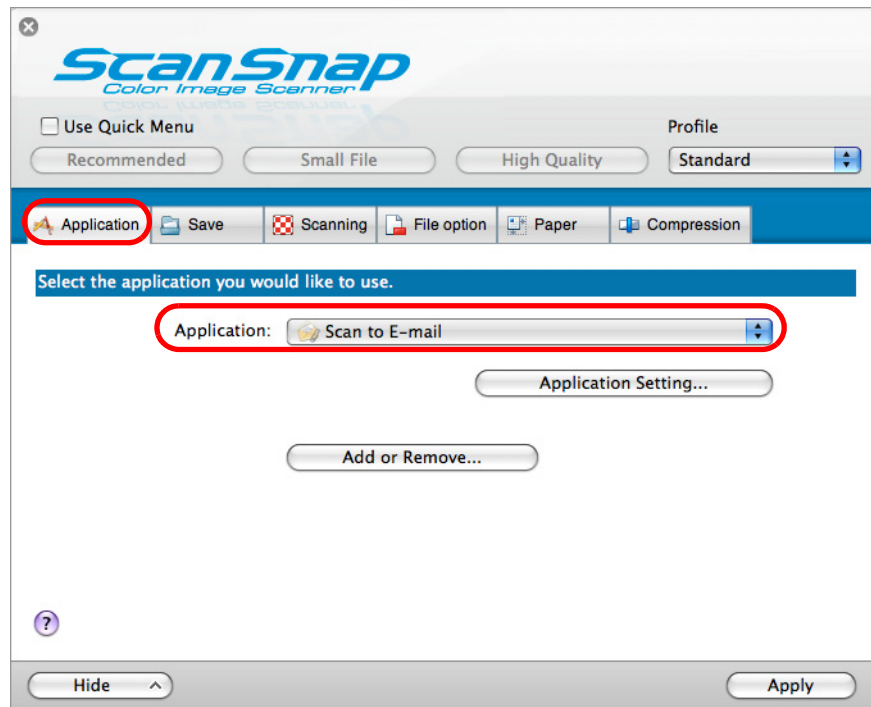 ScanSnap
Color Image Scanner
Use Quick Menu
Profile
Recommended Small File High Quality Standard
Application Save Scanning File option Paper Compression
Select the application you would like to use.
Application: Scan to E-mail
Application Setting...
Add or Remove...
?
Hide Apply